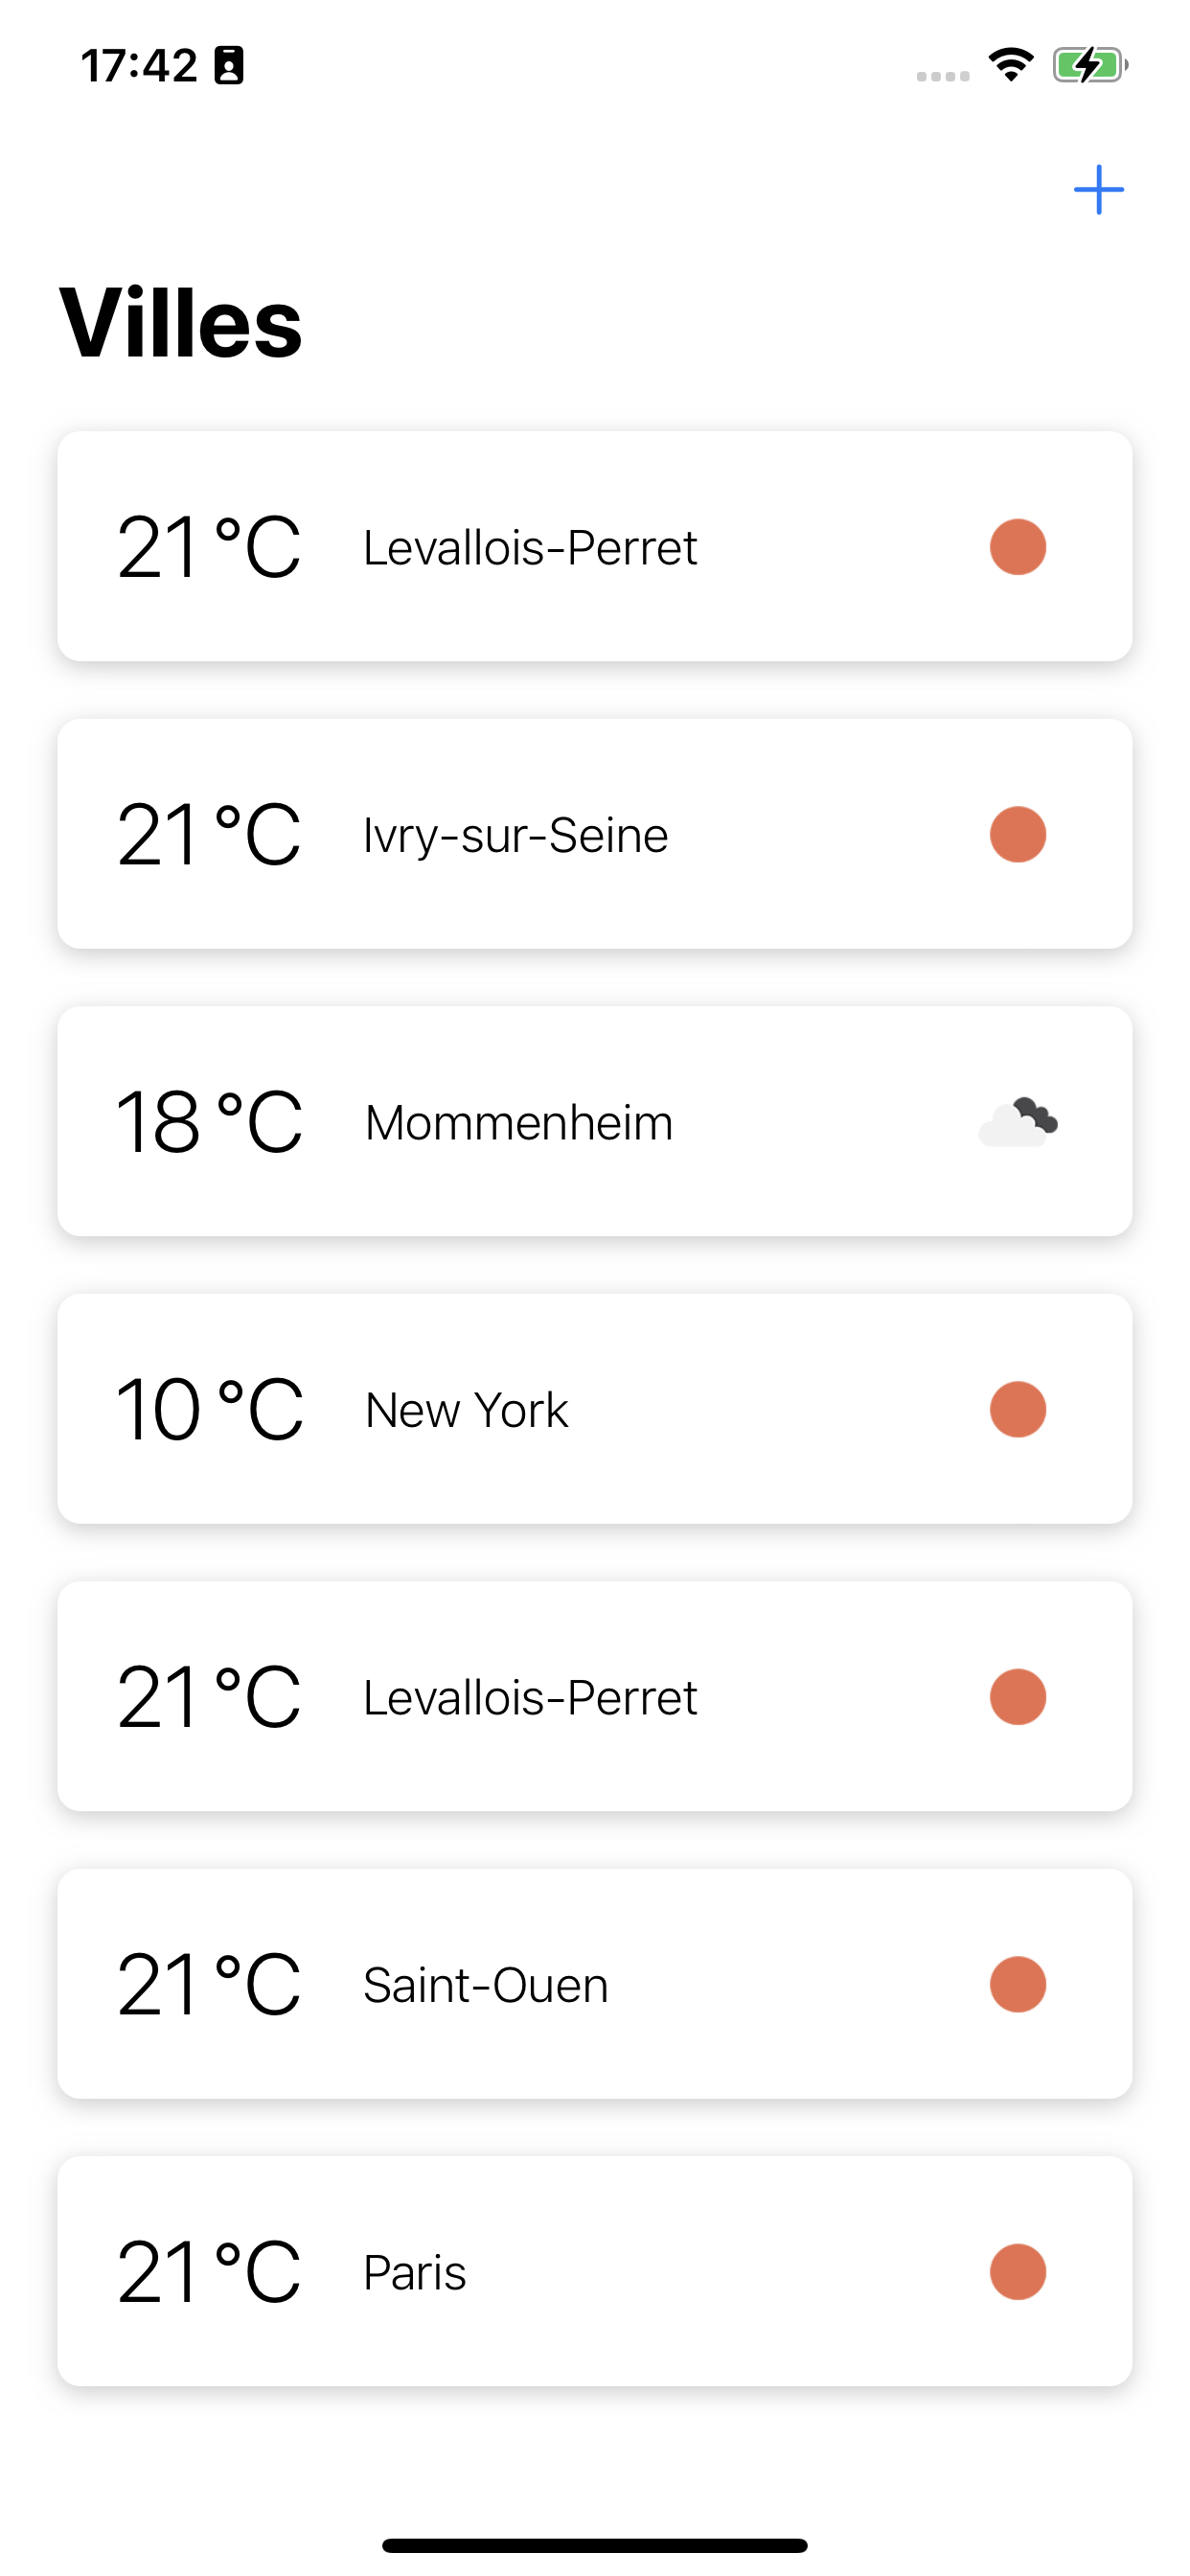 17:42
Villes
21 °C Levallois-Perret
21 °C Ivry-sur-Seine
18 °C Mommenheim
10 °C New York
21 °C Levallois-Perret
21 °C Saint-Ouen
21 °C Paris